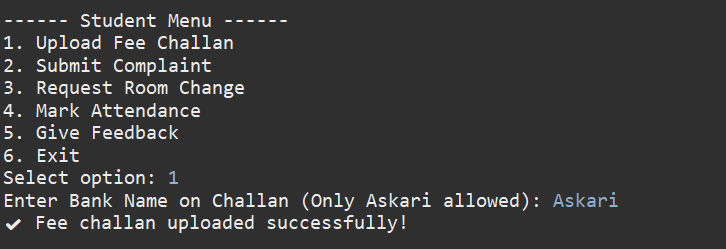 ------ Student Menu ------
1. Upload Fee Challan
2. Submit Complaint
3. Request Room Change
4. Mark Attendance
5. Give Feedback
6. Exit
Select option: 1
Enter Bank Name on Challan (Only Askari allowed): Askari
✔ Fee challan uploaded successfully!